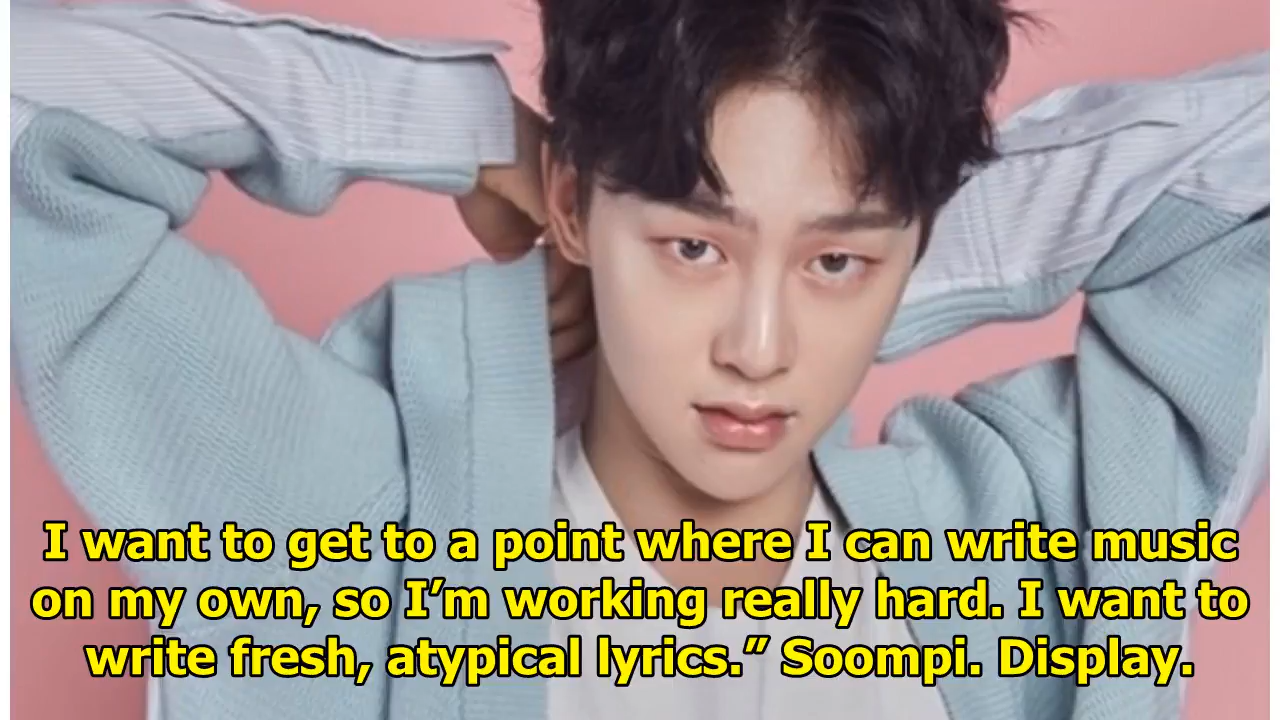 I want to get to a point where I can write music
on my own, so I’m working really hard. I want to
write fresh, atypical lyrics.” Soompi. Display.